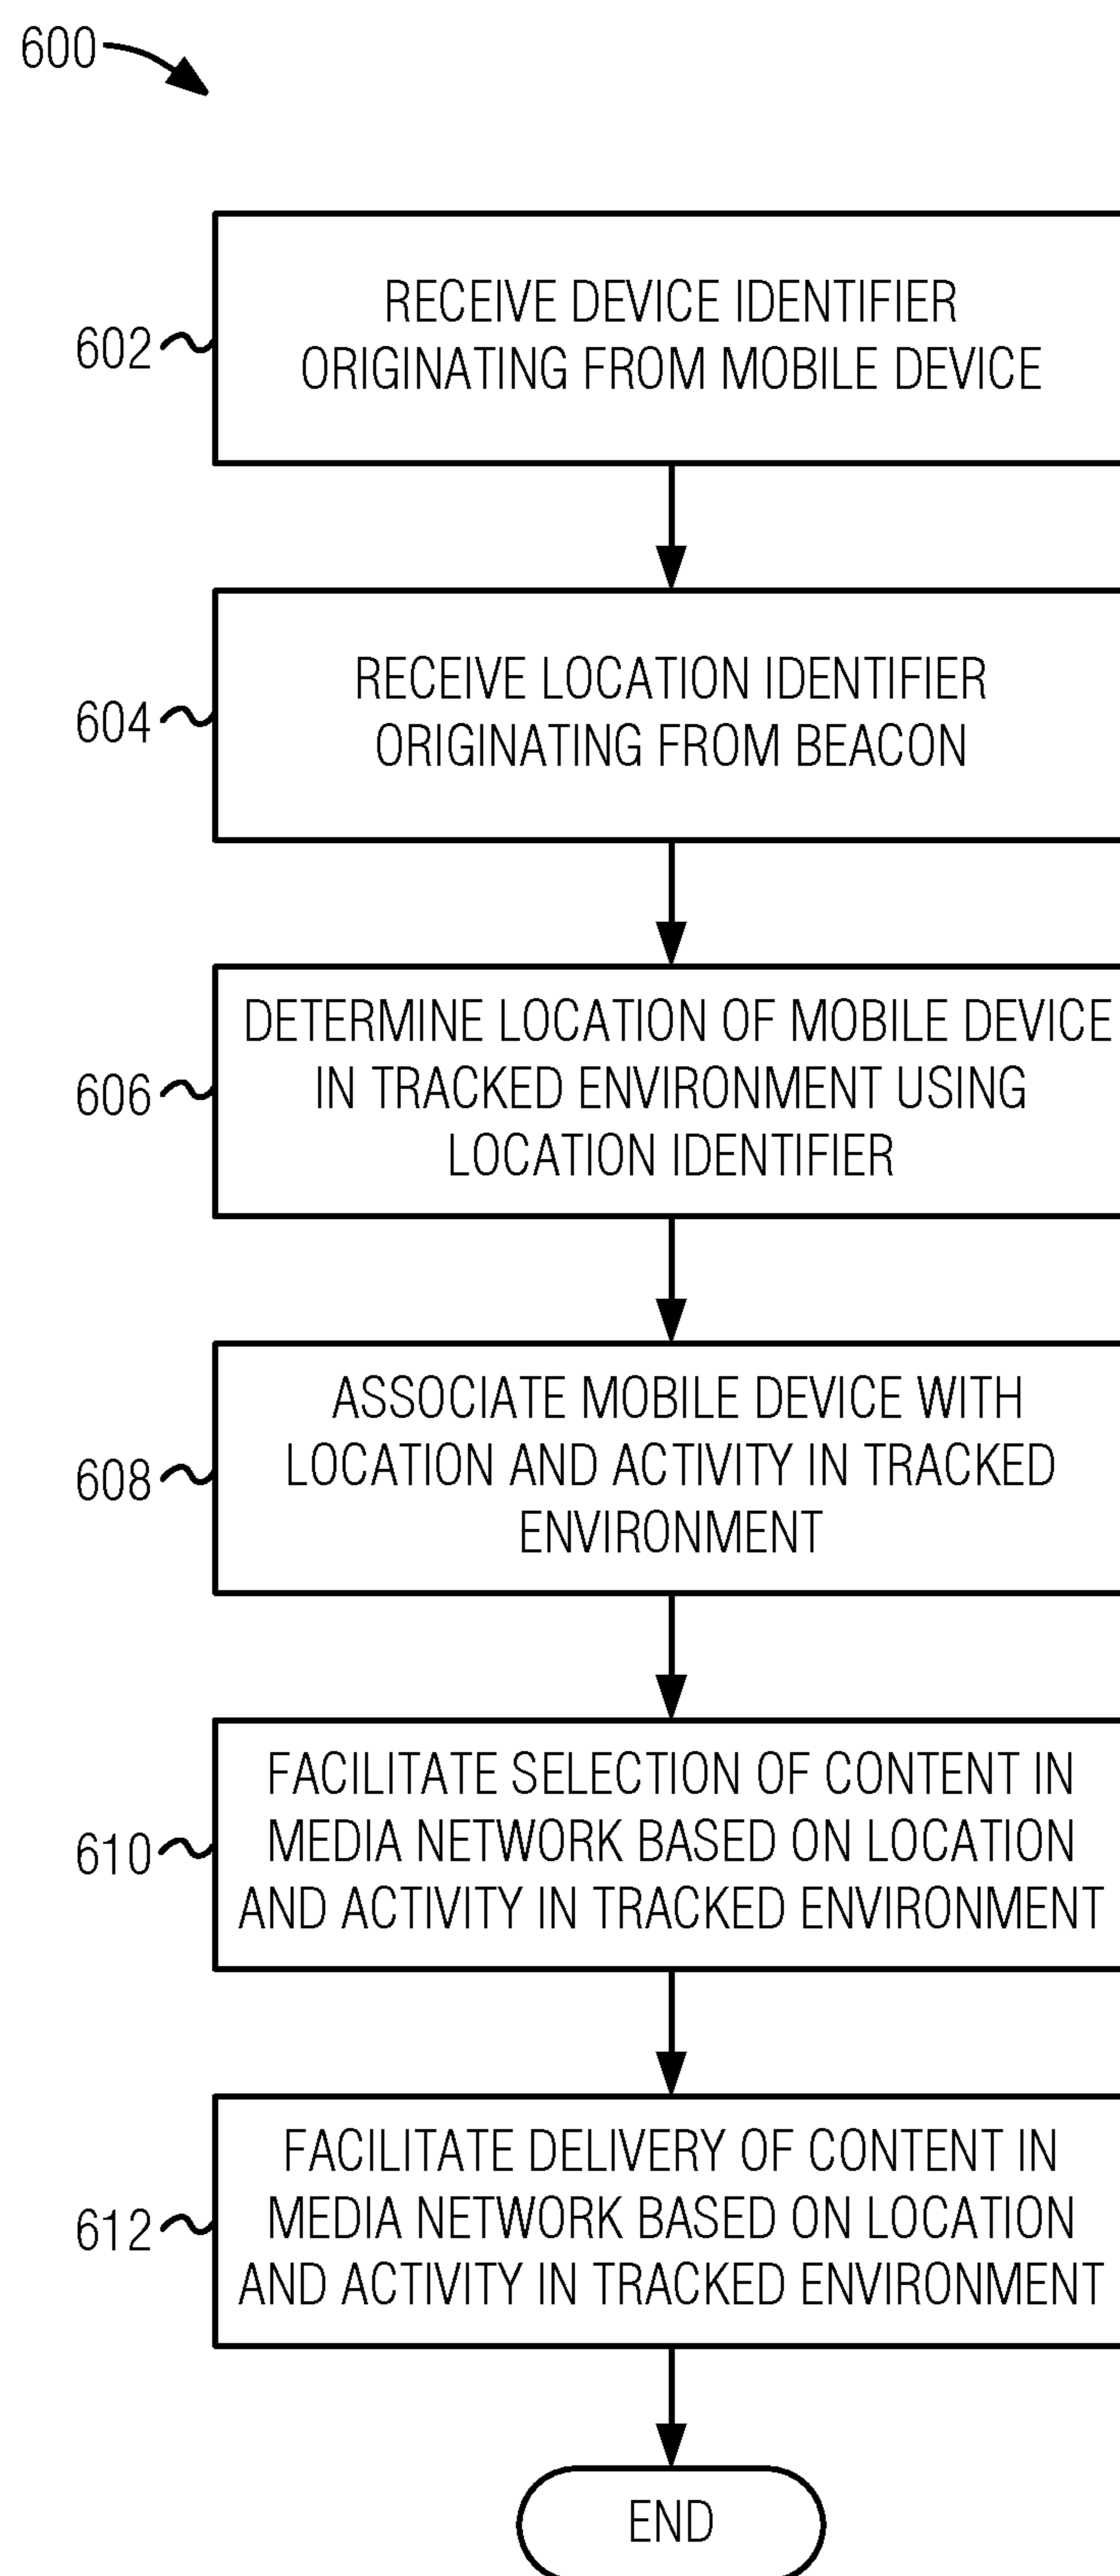 600
602
RECEIVE DEVICE IDENTIFIER
ORIGINATING FROM MOBILE DEVICE
604
RECEIVE LOCATION IDENTIFIER
ORIGINATING FROM BEACON
606
DETERMINE LOCATION OF MOBILE DEVICE
IN TRACKED ENVIRONMENT USING
LOCATION IDENTIFIER
608
ASSOCIATE MOBILE DEVICE WITH
LOCATION AND ACTIVITY IN TRACKED
ENVIRONMENT
610
FACILITATE SELECTION OF CONTENT IN
MEDIA NETWORK BASED ON LOCATION
AND ACTIVITY IN TRACKED ENVIRONMENT
612
FACILITATE DELIVERY OF CONTENT IN
MEDIA NETWORK BASED ON LOCATION
AND ACTIVITY IN TRACKED ENVIRONMENT
END